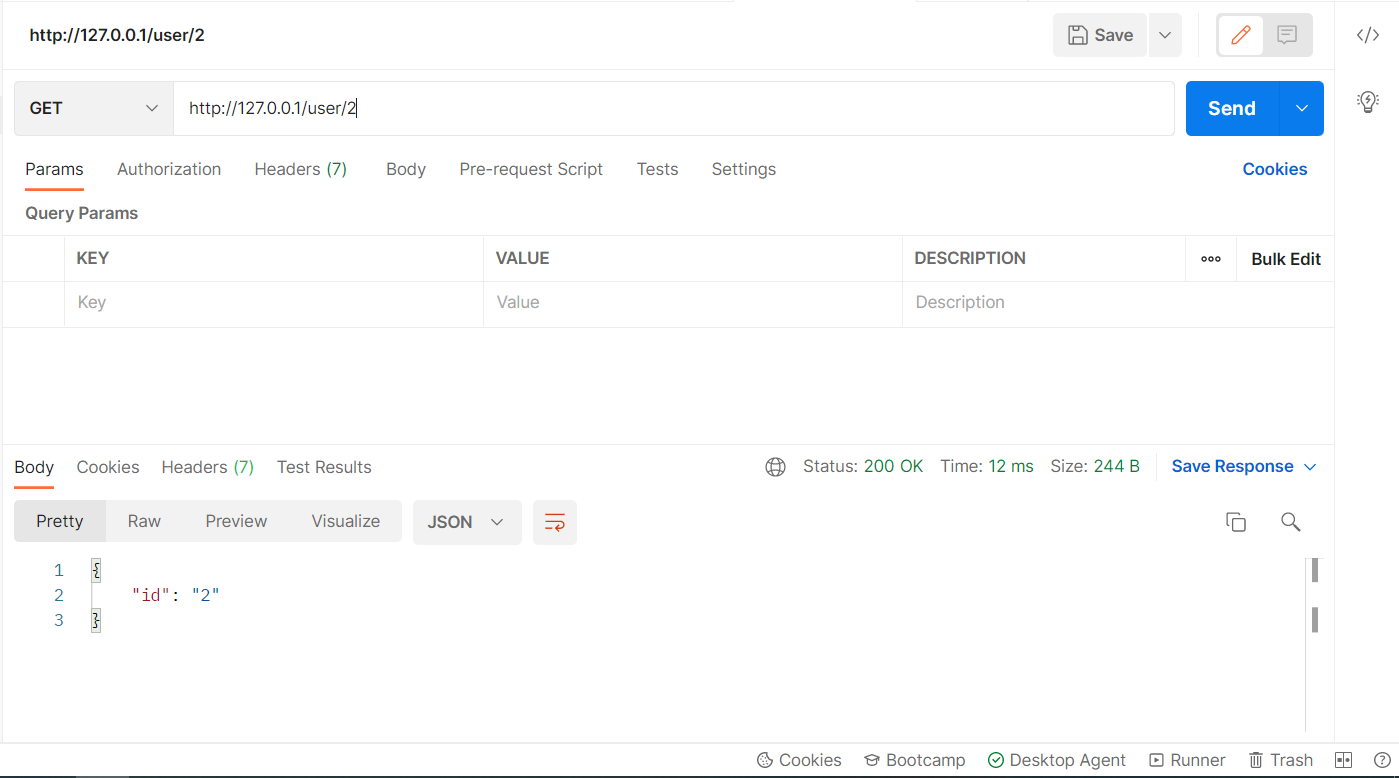 http://127.0.0.1/user/2
Save
GET
http://127.0.0.1/user/2
Send
Params Authorization Headers (7) Body Pre-request Script Tests Settings Cookies
Query Params
KEY VALUE DESCRIPTION Bulk Edit
Key Value Description
Body Cookies Headers (7) Test Results Status: 200 OK Time: 12 ms Size: 244 B Save Response
Pretty Raw Preview Visualize JSON
1 {
2 "id": "2"
3 }
Cookies Bootcamp Desktop Agent Runner Trash